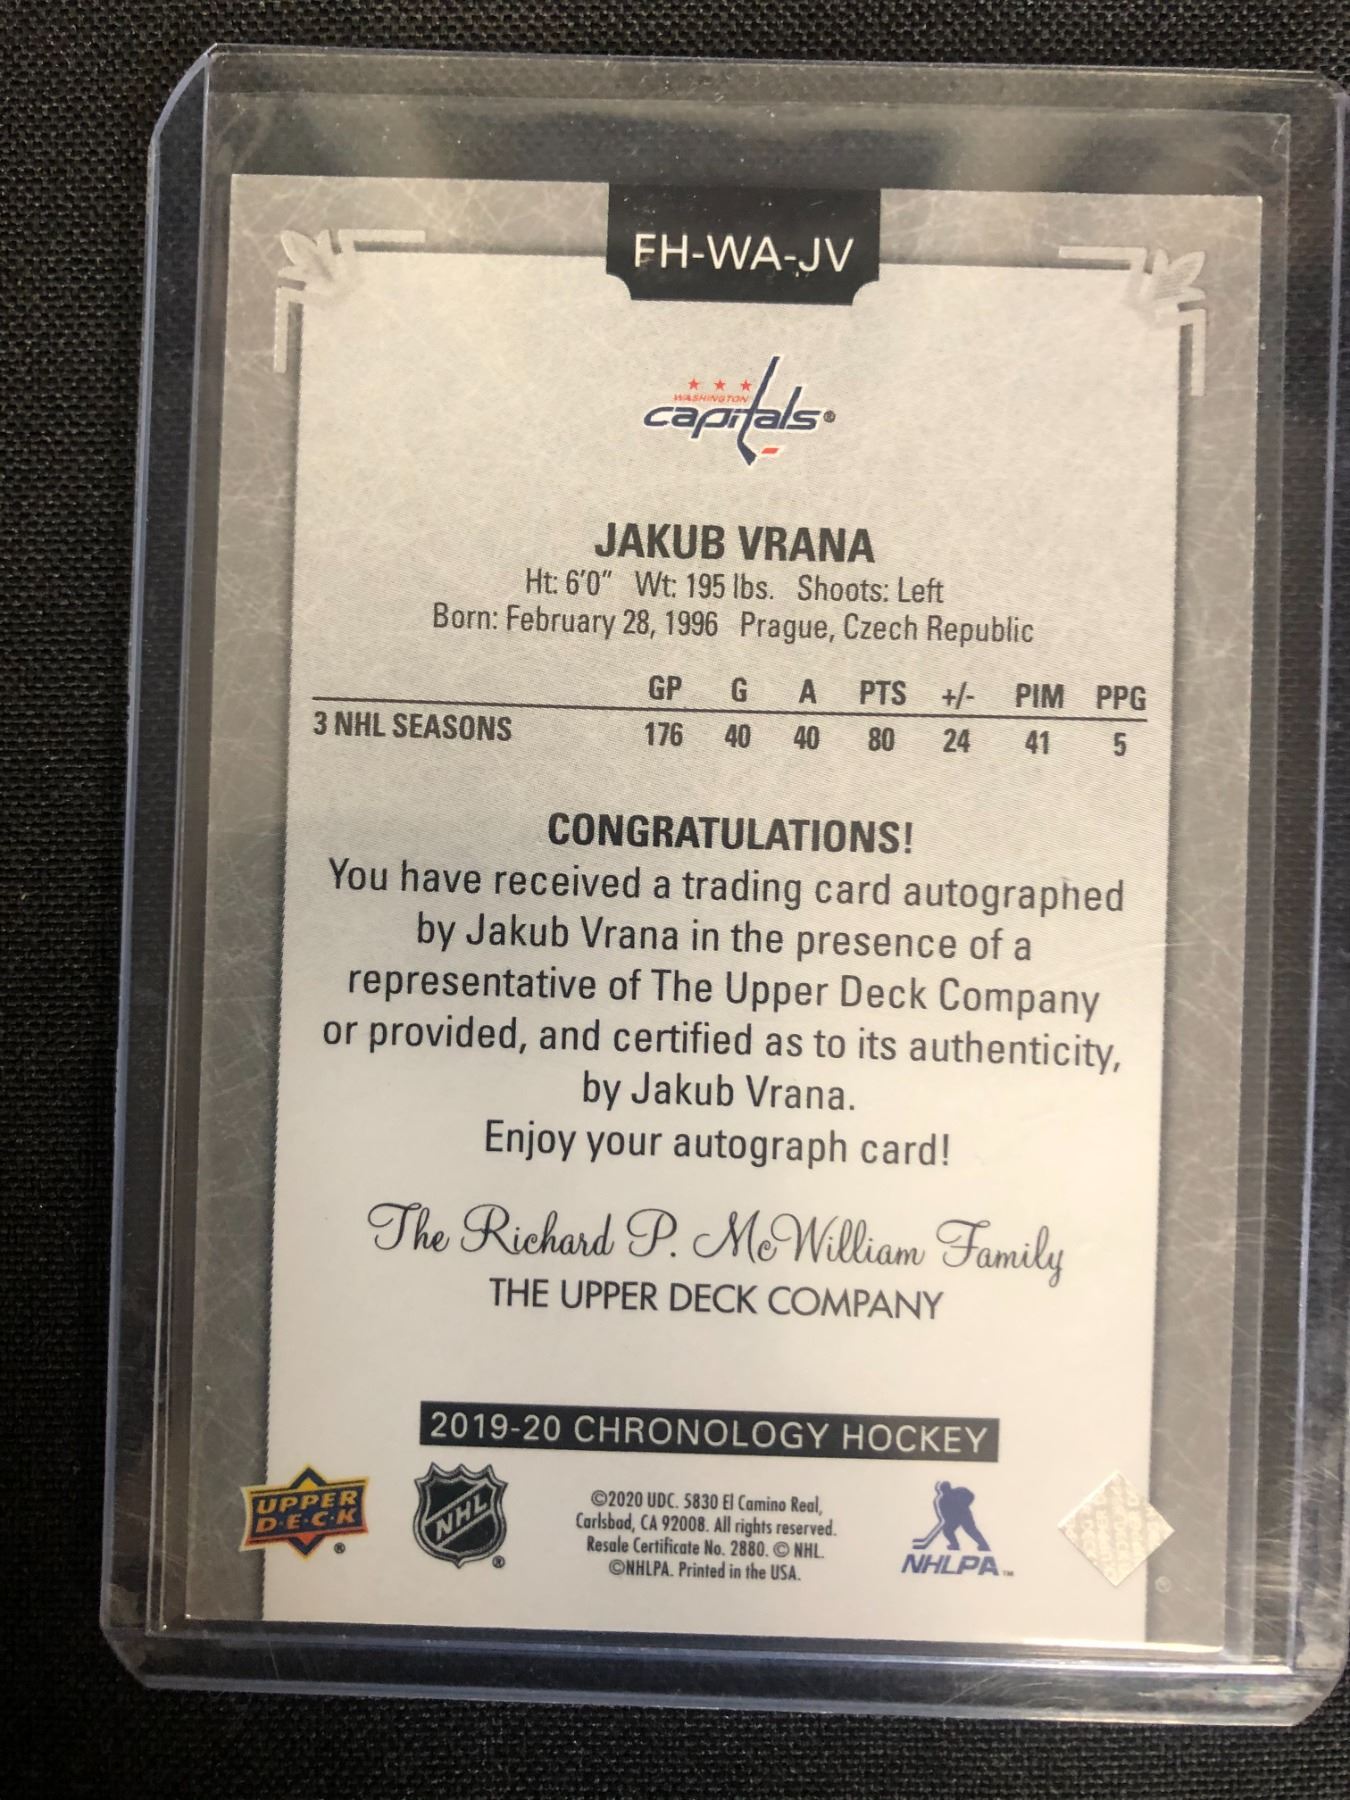 FH-WA-JV
WASHINGTON
capitals®
JAKUB VRANA
Ht: 6'0" Wt: 195 lbs. Shoots: Left
Born: February 28, 1996 Prague, Czech Republic
GP G A PTS +/- PIM PPG
3 NHL SEASONS 176 40 40 80 24 41 5
CONGRATULATIONS!
You have received a trading card autographed
by Jakub Vrana in the presence of a
representative of The Upper Deck Company
or provided, and certified as to its authenticity,
by Jakub Vrana.
Enjoy your autograph card!
The Richard P. McWilliam Family
THE UPPER DECK COMPANY
2019-20 CHRONOLOGY HOCKEY
UPPER
D·E·C·K
®
NHL
®
©2020 UDC. 5830 El Camino Real,
Carlsbad, CA 92008. All rights reserved.
Resale Certificate No. 2880. © NHL.
©NHLPA. Printed in the USA.
NHLPA™
®